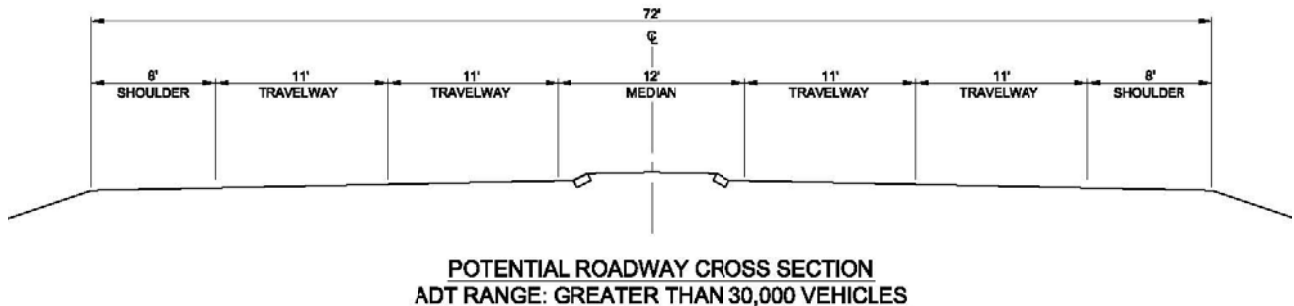 72'
℄
8' 11' 11' 12' 11' 11' 8'
SHOULDER TRAVELWAY TRAVELWAY MEDIAN TRAVELWAY TRAVELWAY SHOULDER
POTENTIAL ROADWAY CROSS SECTION
ADT RANGE: GREATER THAN 30,000 VEHICLES